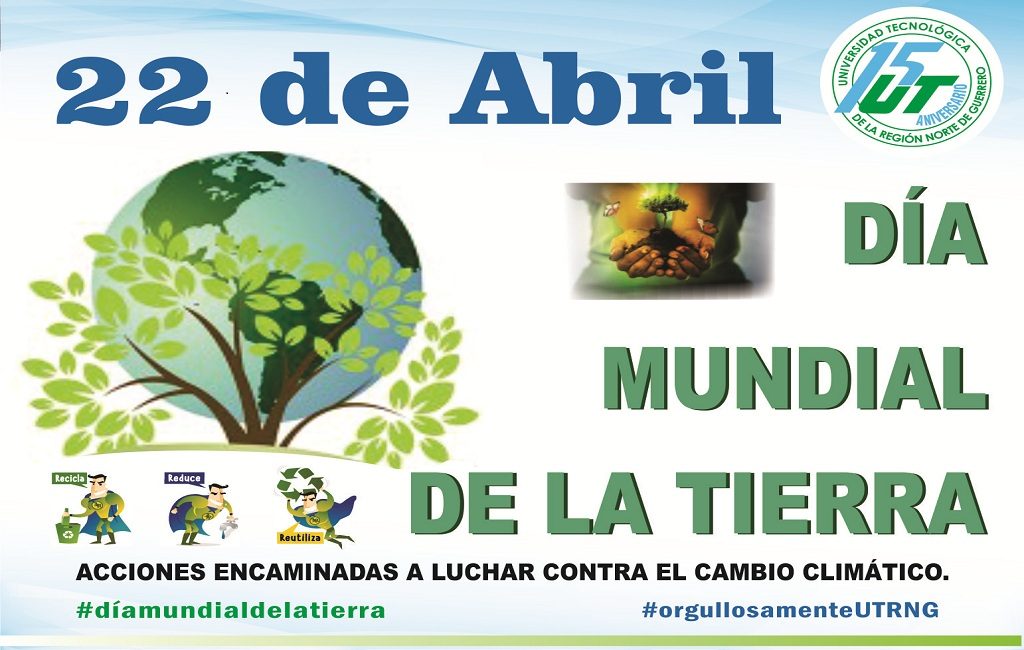 22 de Abril
UNIVERSIDAD TECNOLÓGICA
DE LA REGIÓN NORTE DE GUERRERO
15
UT
ANIVERSARIO
DÍA
MUNDIAL
DE LA TIERRA
Recicla
Reduce
Reutiliza
ACCIONES ENCAMINADAS A LUCHAR CONTRA EL CAMBIO CLIMÁTICO.
#díamundialdelatierra
#orgullosamenteUTRNG